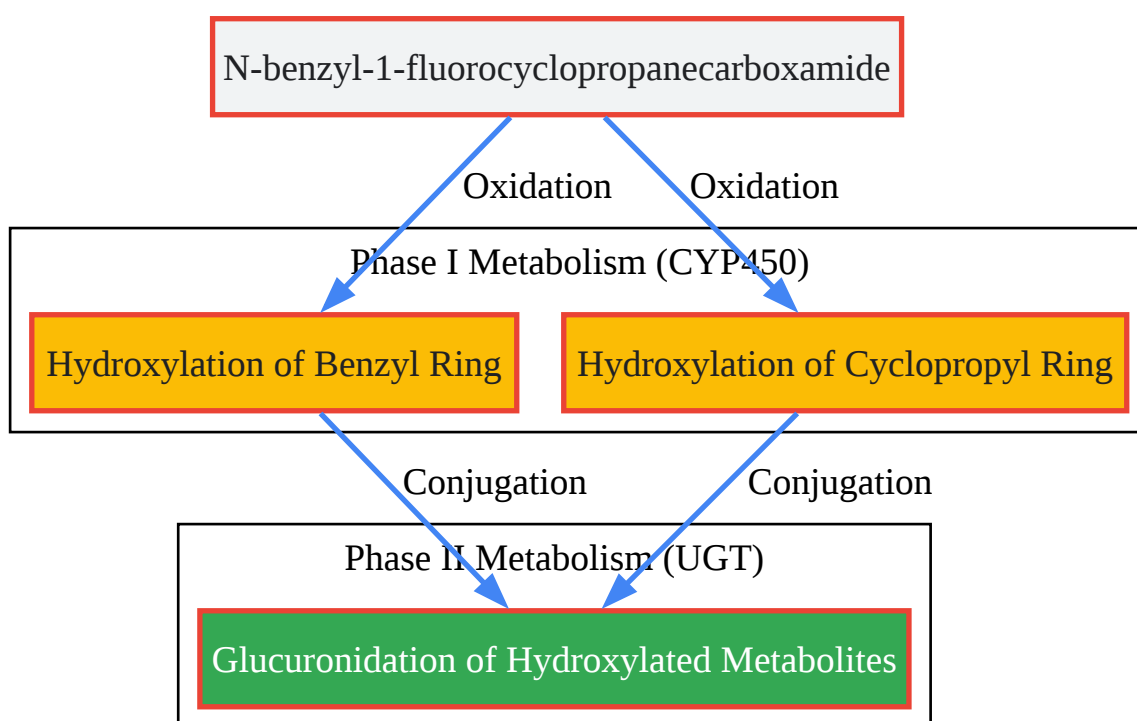 N-benzyl-1-fluorocyclopropanecarboxamide
Oxidation
Oxidation
Phase I Metabolism (CYP450)
Hydroxylation of Benzyl Ring
Hydroxylation of Cyclopropyl Ring
Conjugation
Conjugation
Phase II Metabolism (UGT)
Glucuronidation of Hydroxylated Metabolites